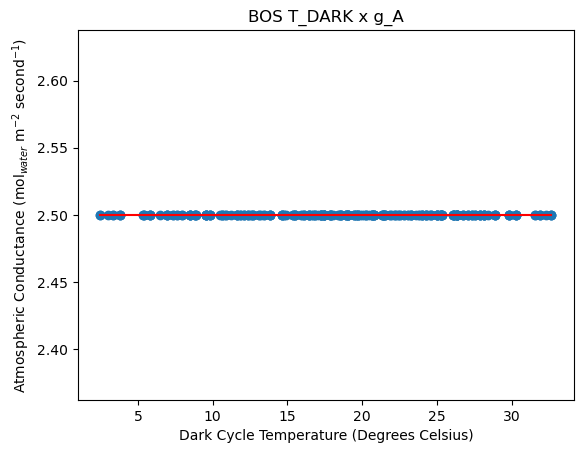 BOS T_DARK x g_A
Atmospheric Conductance (mol_water m⁻² second⁻¹)
2.60
2.55
2.50
2.45
2.40
5 10 15 20 25 30
Dark Cycle Temperature (Degrees Celsius)